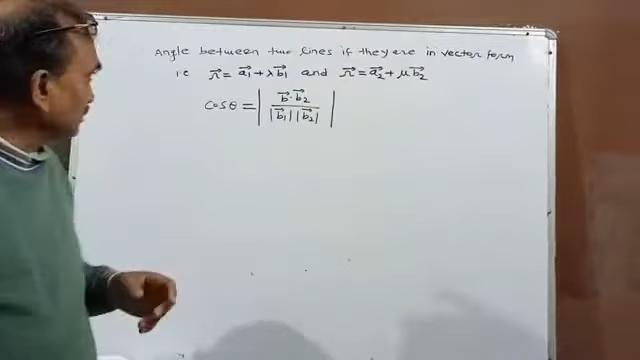 Angle between two lines if they are in vector form
i.e r⃗ = a⃗₁ + λb⃗₁ and r⃗ = a⃗₂ + μb⃗₂
Cosθ = | b⃗·b⃗₂ / |b⃗₁| |b⃗₂| |